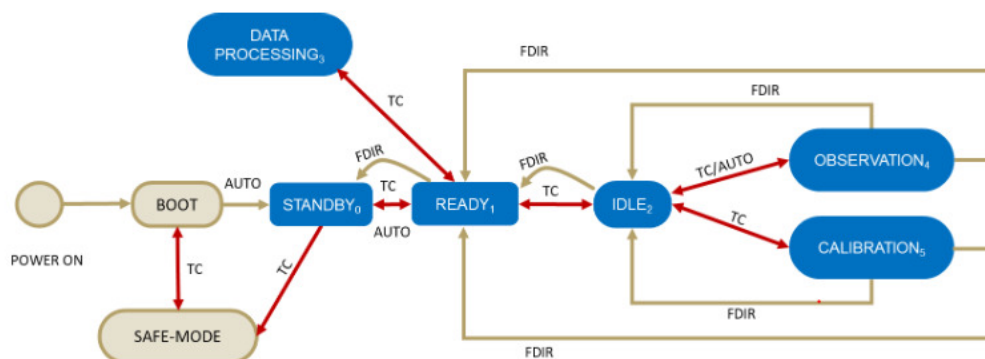 DATA
PROCESSING₃
FDIR
TC
FDIR
FDIR
FDIR
TC/AUTO
OBSERVATION₄
AUTO
TC
TC
BOOT
STANDBY₀
READY₁
IDLE₂
AUTO
TC
CALIBRATION₅
POWER ON
TC
TC
SAFE-MODE
FDIR
FDIR